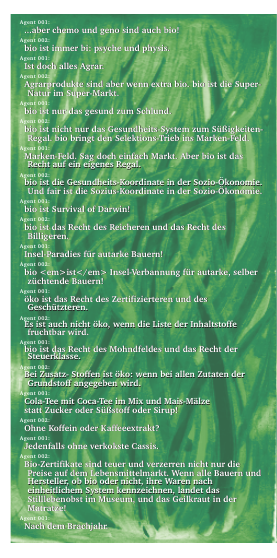 Agent 001:
...aber chemo und geno sind auch bio!
Agent 002:
bio ist immer bi: psyche und physis.
Agent 001:
Ist doch alles Agrar.
Agent 002:
Agrarprodukte sind aber wenn extra bio. bio ist die Super-
Natur im Super-Markt.
Agent 001:
bio ist nur das gesund zum Schlund.
Agent 002:
bio ist nicht nur das Gesundheits-System zum Süßigkeiten-
Regal. bio bringt den Selektions-Trieb ins Marken-Feld.
Agent 001:
Marken-Feld. Sag doch einfach Markt. Aber bio ist das
Recht auf ein eigenes Regal.
Agent 002:
bio ist die Gesundheits-Koordinate in der Sozio-Ökonomie.
Und fair ist die Sozius-Koordinate in der Sozio-Ökonomie.
Agent 001:
bio ist Survival of Darwin!
Agent 002:
bio ist das Recht des Reicheren und das Recht des
Billigeren.
Agent 001:
Insel-Paradies für autarke Bauern!
Agent 002:
bio <em>ist</em> Insel-Verbannung für autarke, selber
züchtende Bauern!
Agent 001:
öko ist das Recht des Zertifizierteren und des
Geschützteren.
Agent 002:
Es ist auch nicht öko, wenn die Liste der Inhaltstoffe
fruchtbar wird.
Agent 001:
bio ist das Recht des Mohndfeldes und das Recht der
Steuerklasse.
Agent 002:
Bei Zusatz- Stoffen ist öko: wenn bei allen Zutaten der
Grundstoff angegeben wird.
Agent 001:
Cola-Tee mit Coca-Tee im Mix und Mais-Mälze
statt Zucker oder Süßstoff oder Sirup!
Agent 002:
Ohne Koffein oder Kaffeeextrakt?
Agent 001:
Jedenfalls ohne verkokste Cassis.
Agent 002:
Bio-Zertifikate sind teuer und verzerren nicht nur die
Preise auf dem Lebensmittelmarkt. Wenn alle Bauern und
Hersteller, ob bio oder nicht, ihre Waren nach
einheitlichem System kennzeichnen, landet das
Stilllebenobst im Museum, und das Geilkraut in der
Matratze!
Agent 001:
Nach dem Brachjahr.